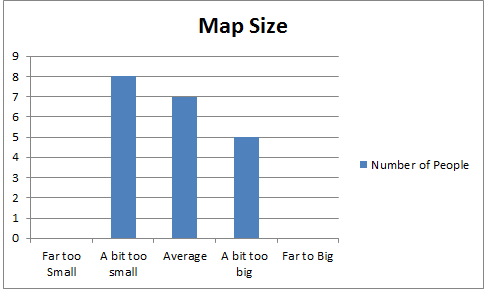 Map Size
9
8
7
6
5
4
3
2
1
0
Far too
Small
A bit too
small
Average
A bit too
big
Far to Big
Number of People